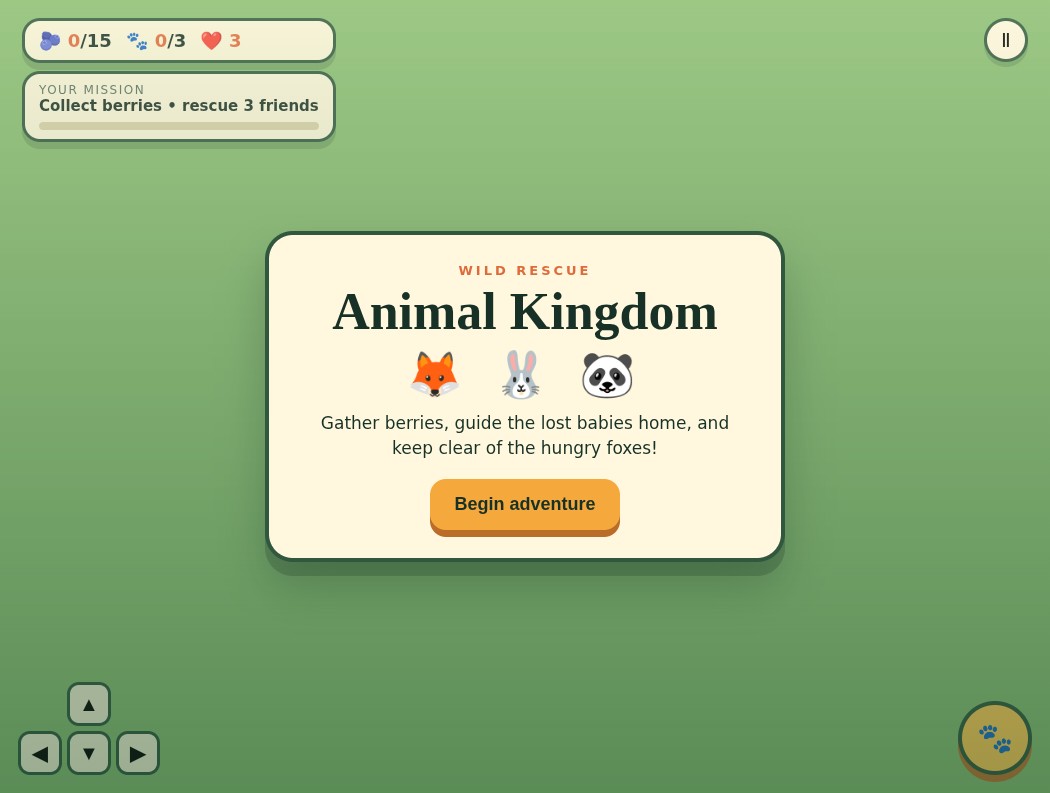 0/15 0/3 3
YOUR MISSION
Collect berries • rescue 3 friends
WILD RESCUE
Animal Kingdom
Gather berries, guide the lost babies home, and
keep clear of the hungry foxes!
Begin adventure